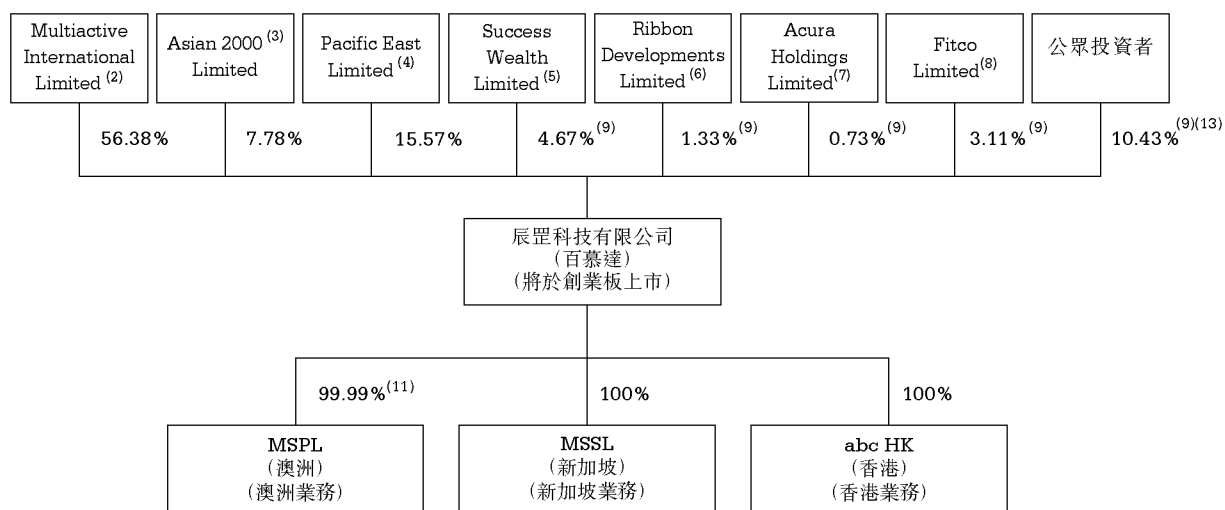 Multiactive
International
Limited (2)
Asian 2000 (3)
Limited
Pacific East
Limited (4)
Success
Wealth
Limited (5)
Ribbon
Developments
Limited (6)
Acura
Holdings
Limited(7)
Fitco
Limited(8)
公眾投資者
56.38%
7.78%
15.57%
4.67%(9)
1.33%(9)
0.73%(9)
3.11%(9)
10.43%(9)(13)
辰罡科技有限公司
(百慕達)
(將於創業板上市)
99.99%(11)
100%
100%
MSPL
(澳洲)
(澳洲業務)
MSSL
(新加坡)
(新加坡業務)
abc HK
(香港)
(香港業務)